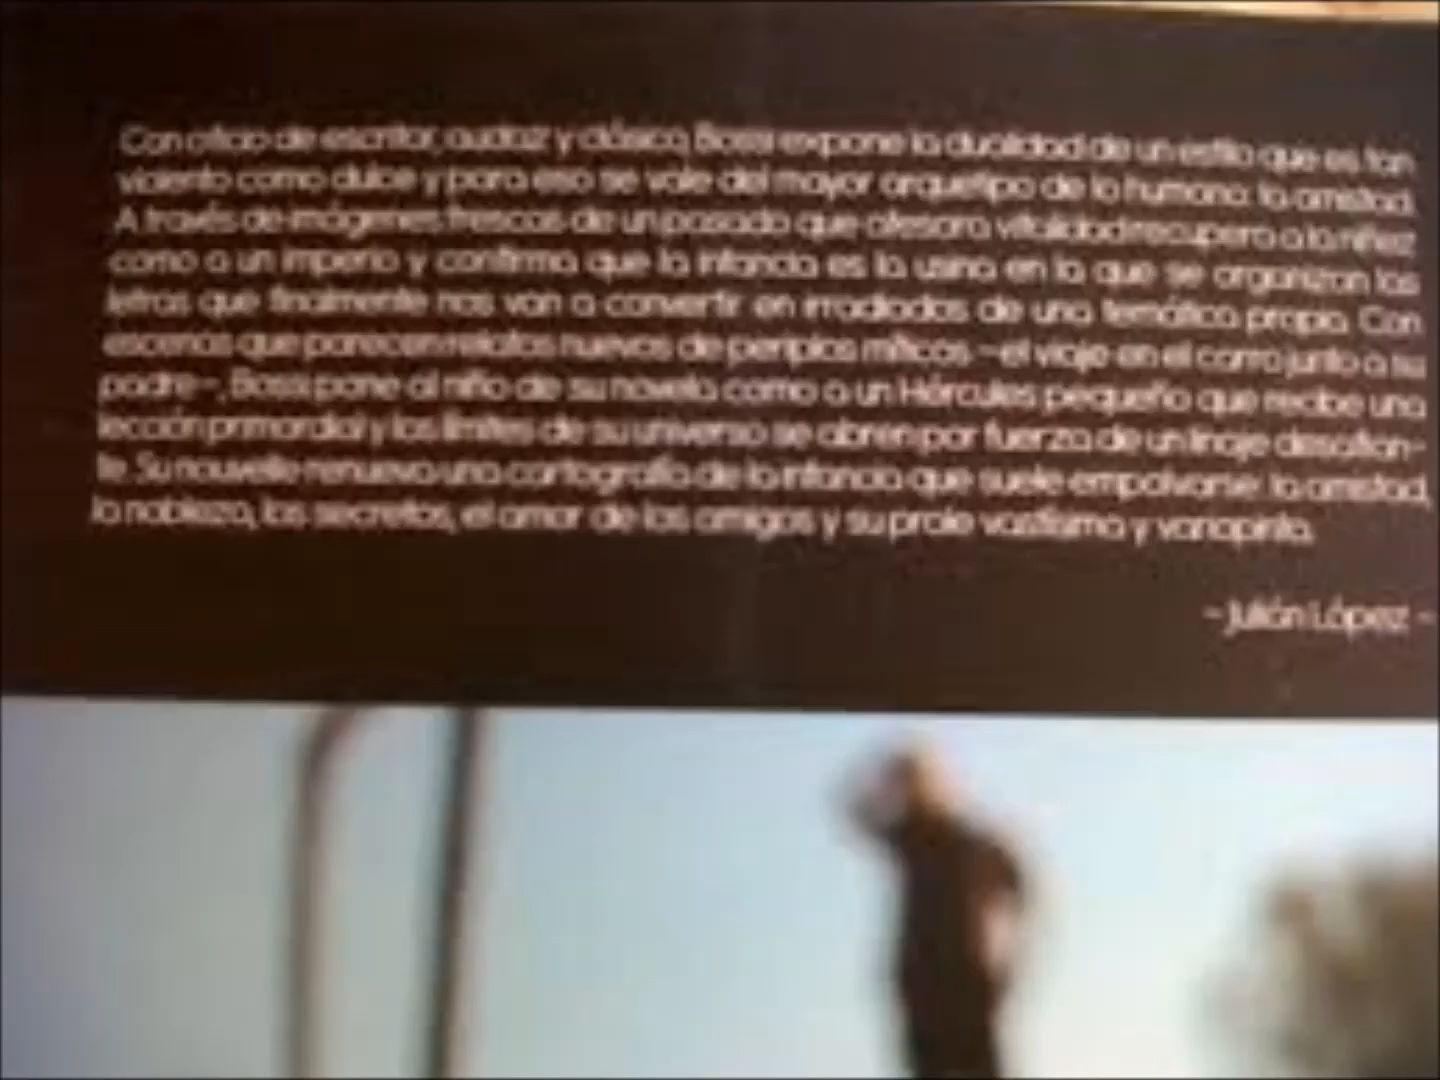 Con oficio de escritor, audaz y clásico, Bossi expone la dualidad de un estilo que es tan
violento como dulce y para eso se vale del mayor arquetipo de lo humano: la amistad.
A través de imágenes frescas de un pasado que atesora vitalidad recupera a la niñez
como a un imperio y confirma que la infancia es la usina en la que se organizan las
letras que finalmente nos van a convertir en irradiados de una temática propia. Con
escenas que parecen relatos nuevos de periplos míticos –el viaje en el carro junto a su
padre–, Bossi pone al niño de su novela como a un Hércules pequeño que recibe una
lección primordial y los límites de su universo se abren por fuerza de un linaje desafian-
te. Su nouvelle renueva una cartografía de la infancia que suele empolvarse: la amistad,
la nobleza, los secretos, el amor de los amigos y su prole vastísima y variopinta.
- Julián López -